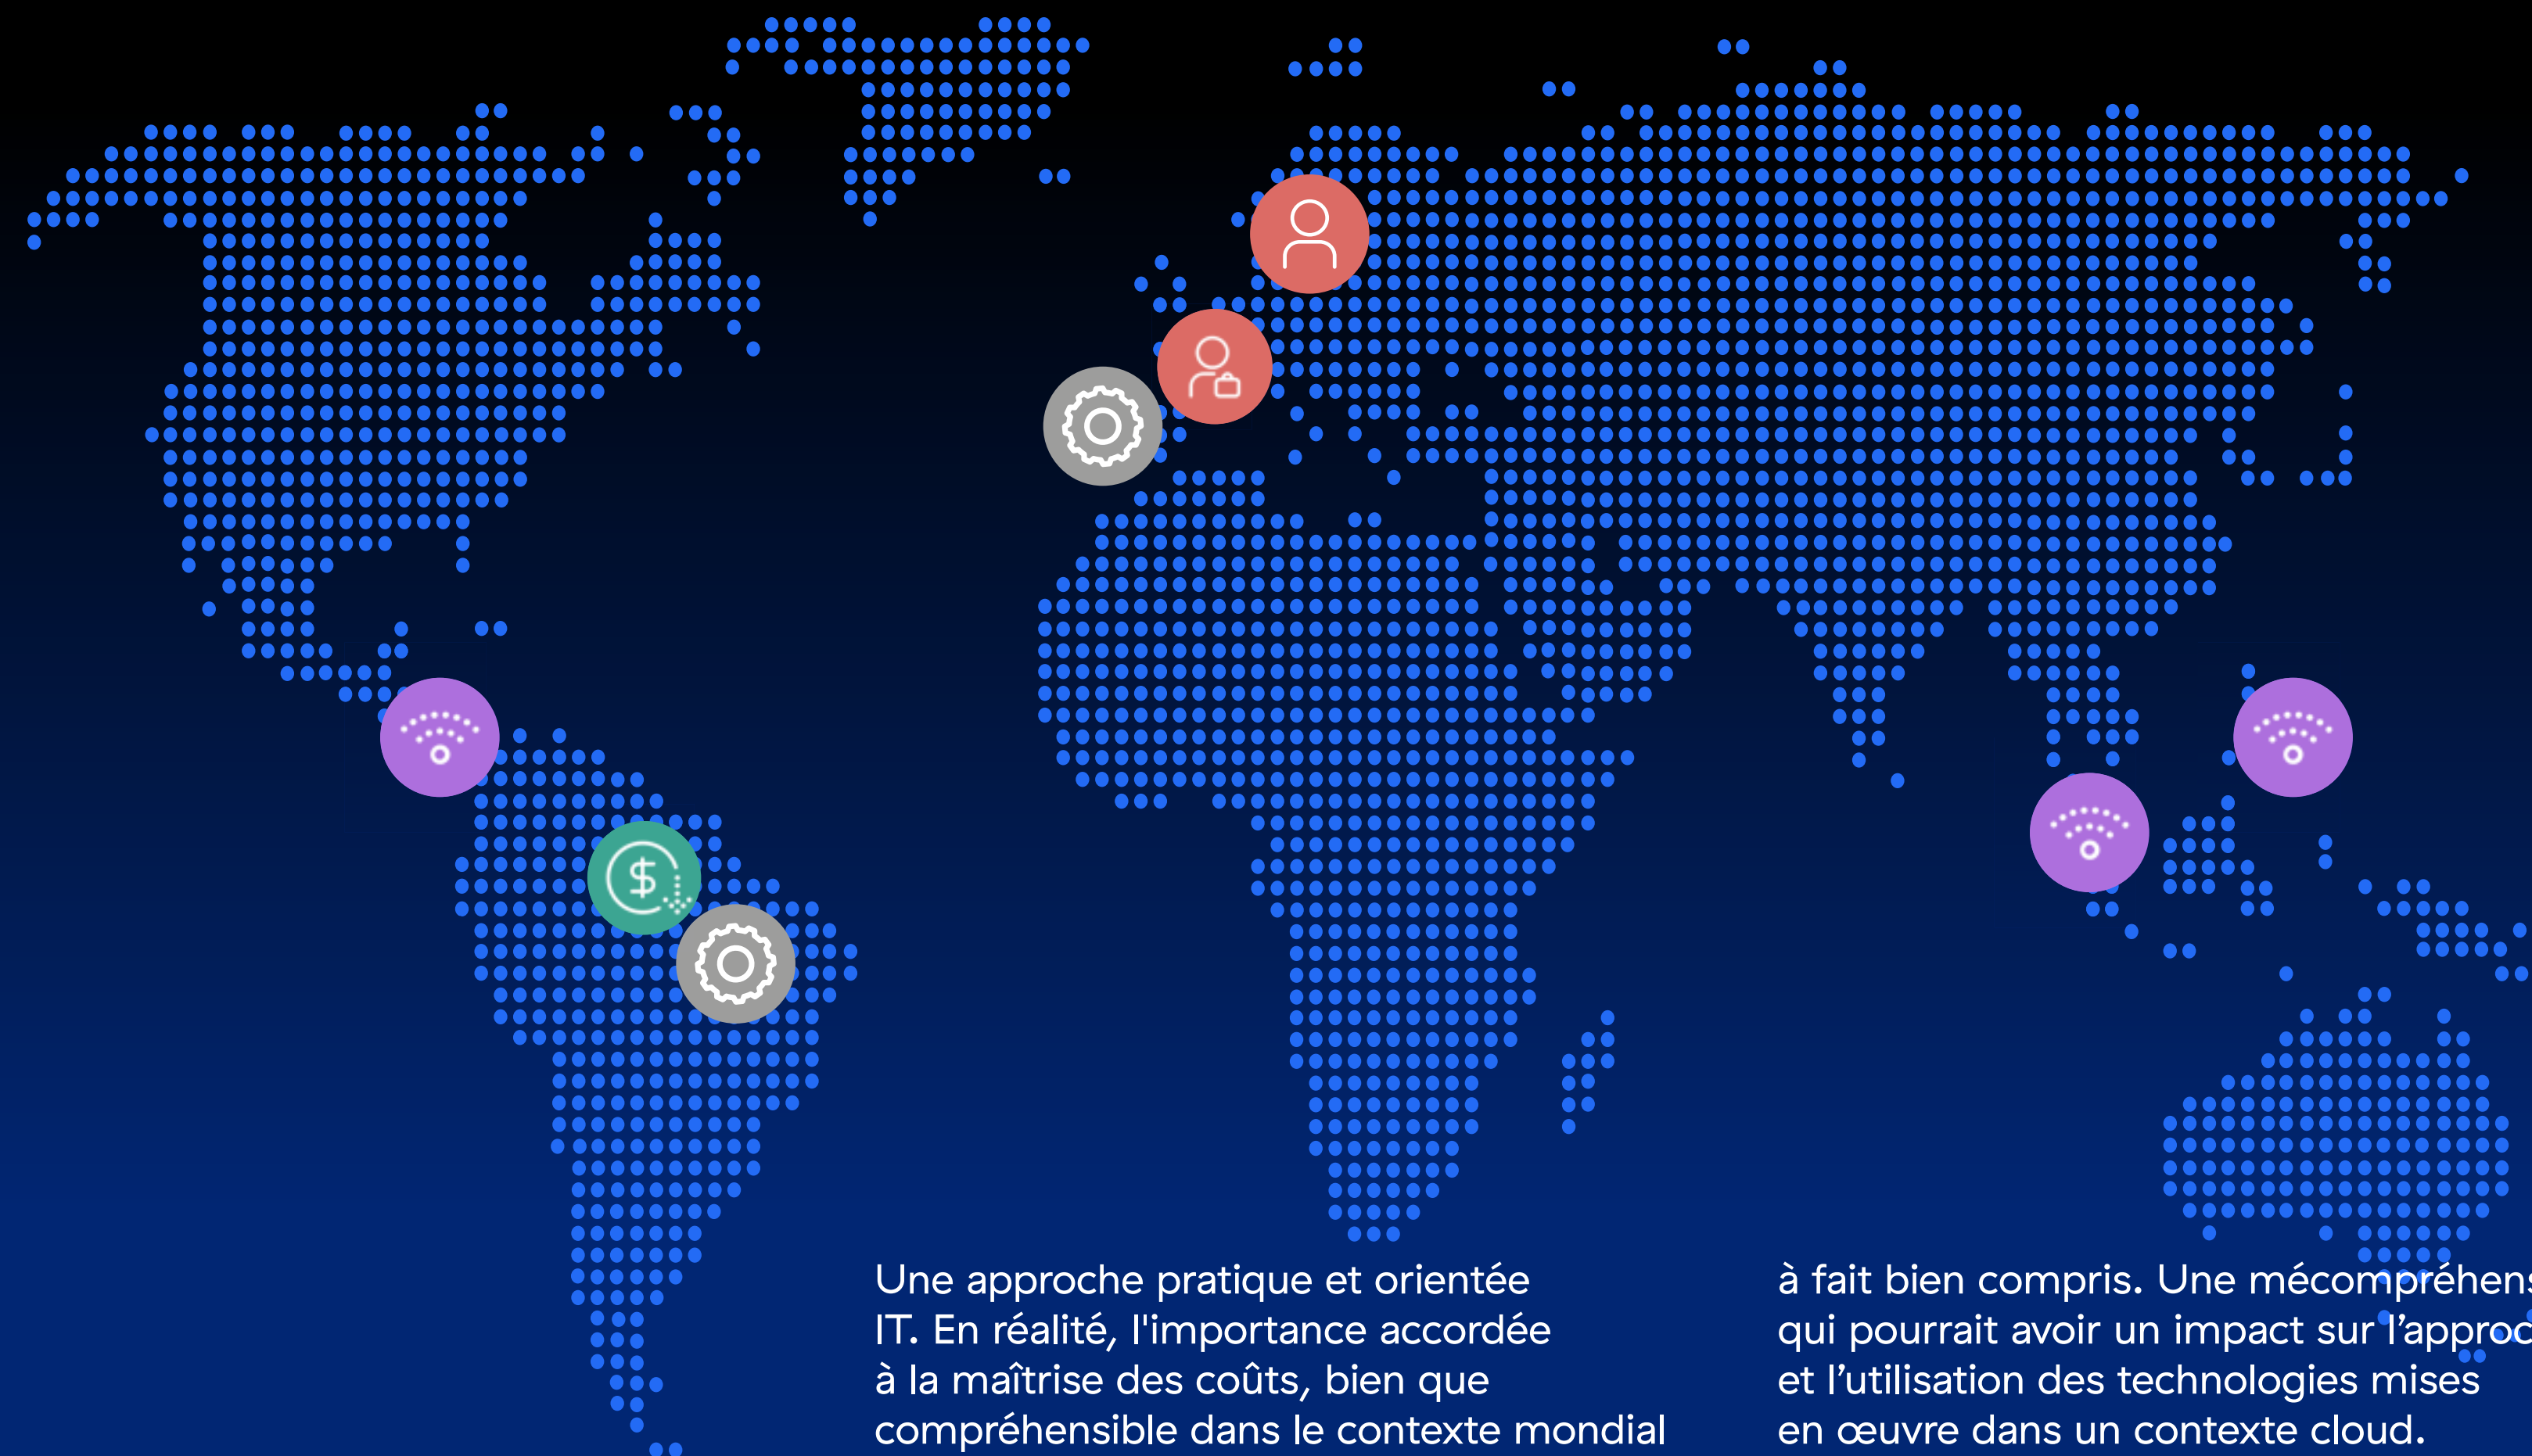 Une approche pratique et orientée
IT. En réalité, l'importance accordée
à la maîtrise des coûts, bien que
compréhensible dans le contexte mondial
à fait bien compris. Une mécompréhens
qui pourrait avoir un impact sur l’approc
et l’utilisation des technologies mises
en œuvre dans un contexte cloud.